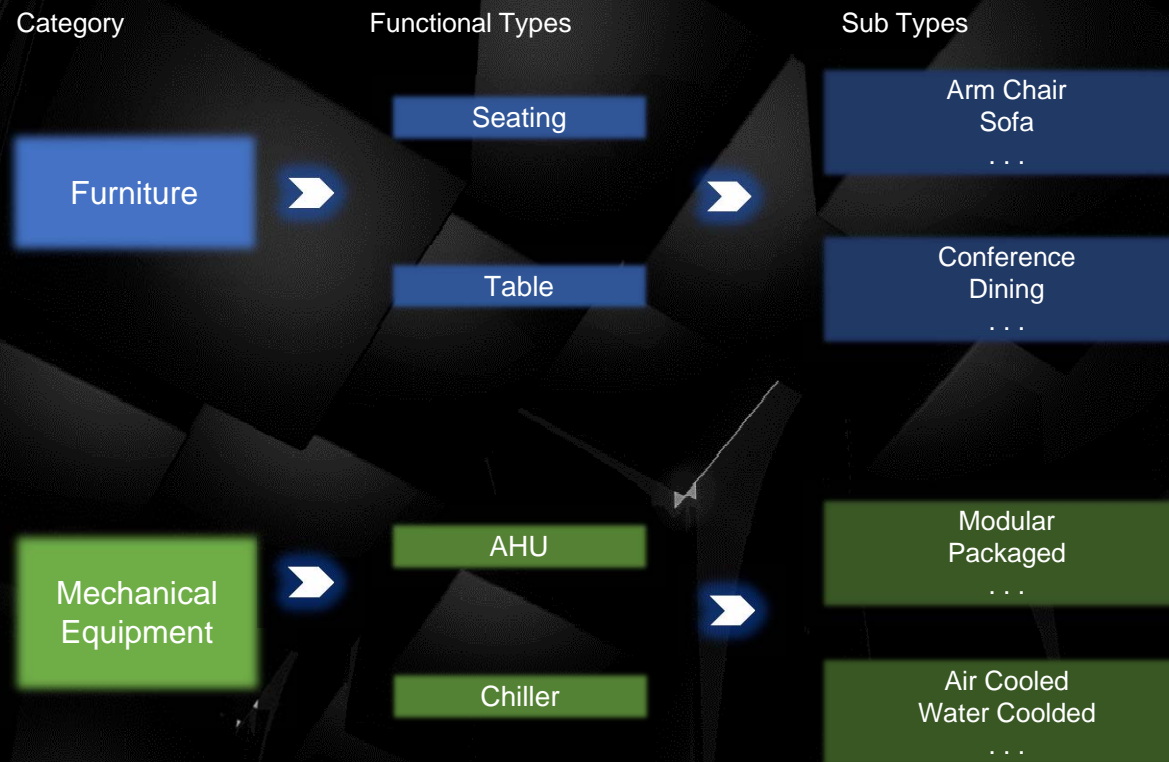 Category
Functional Types
Sub Types
Furniture
Seating
Arm Chair
Sofa
. . .
Table
Conference
Dining
. . .
Mechanical
Equipment
AHU
Modular
Packaged
. . .
Chiller
Air Cooled
Water Coolded
. . .